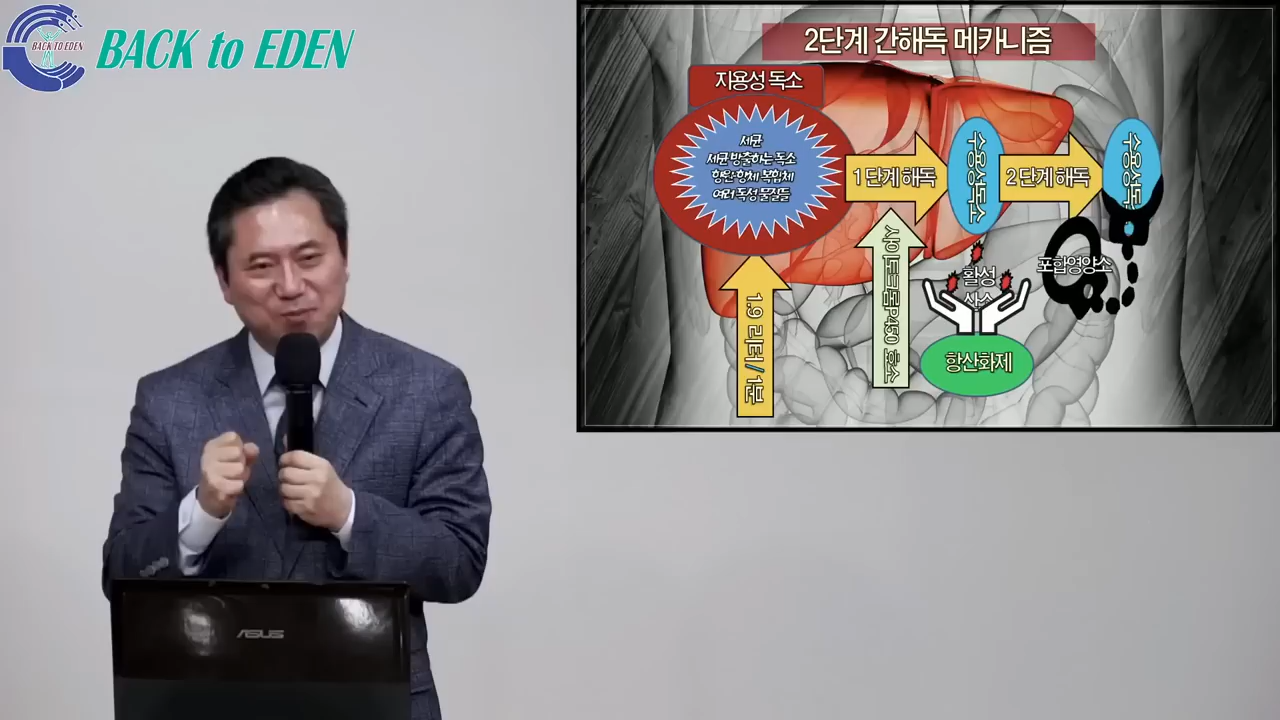 BACK TO EDEN
BACK to EDEN
2단계 간해독 메카니즘
지용성 독소
세균
세균 방출하는 독소
항원·항체 복합체
여러 독성 물질들
1단계 해독
수용성독소
2단계 해독
수용성독
1.9 리터/1분
사이토크롬P450 효소
활성
산소
항산화제
포합영양소
ASUS